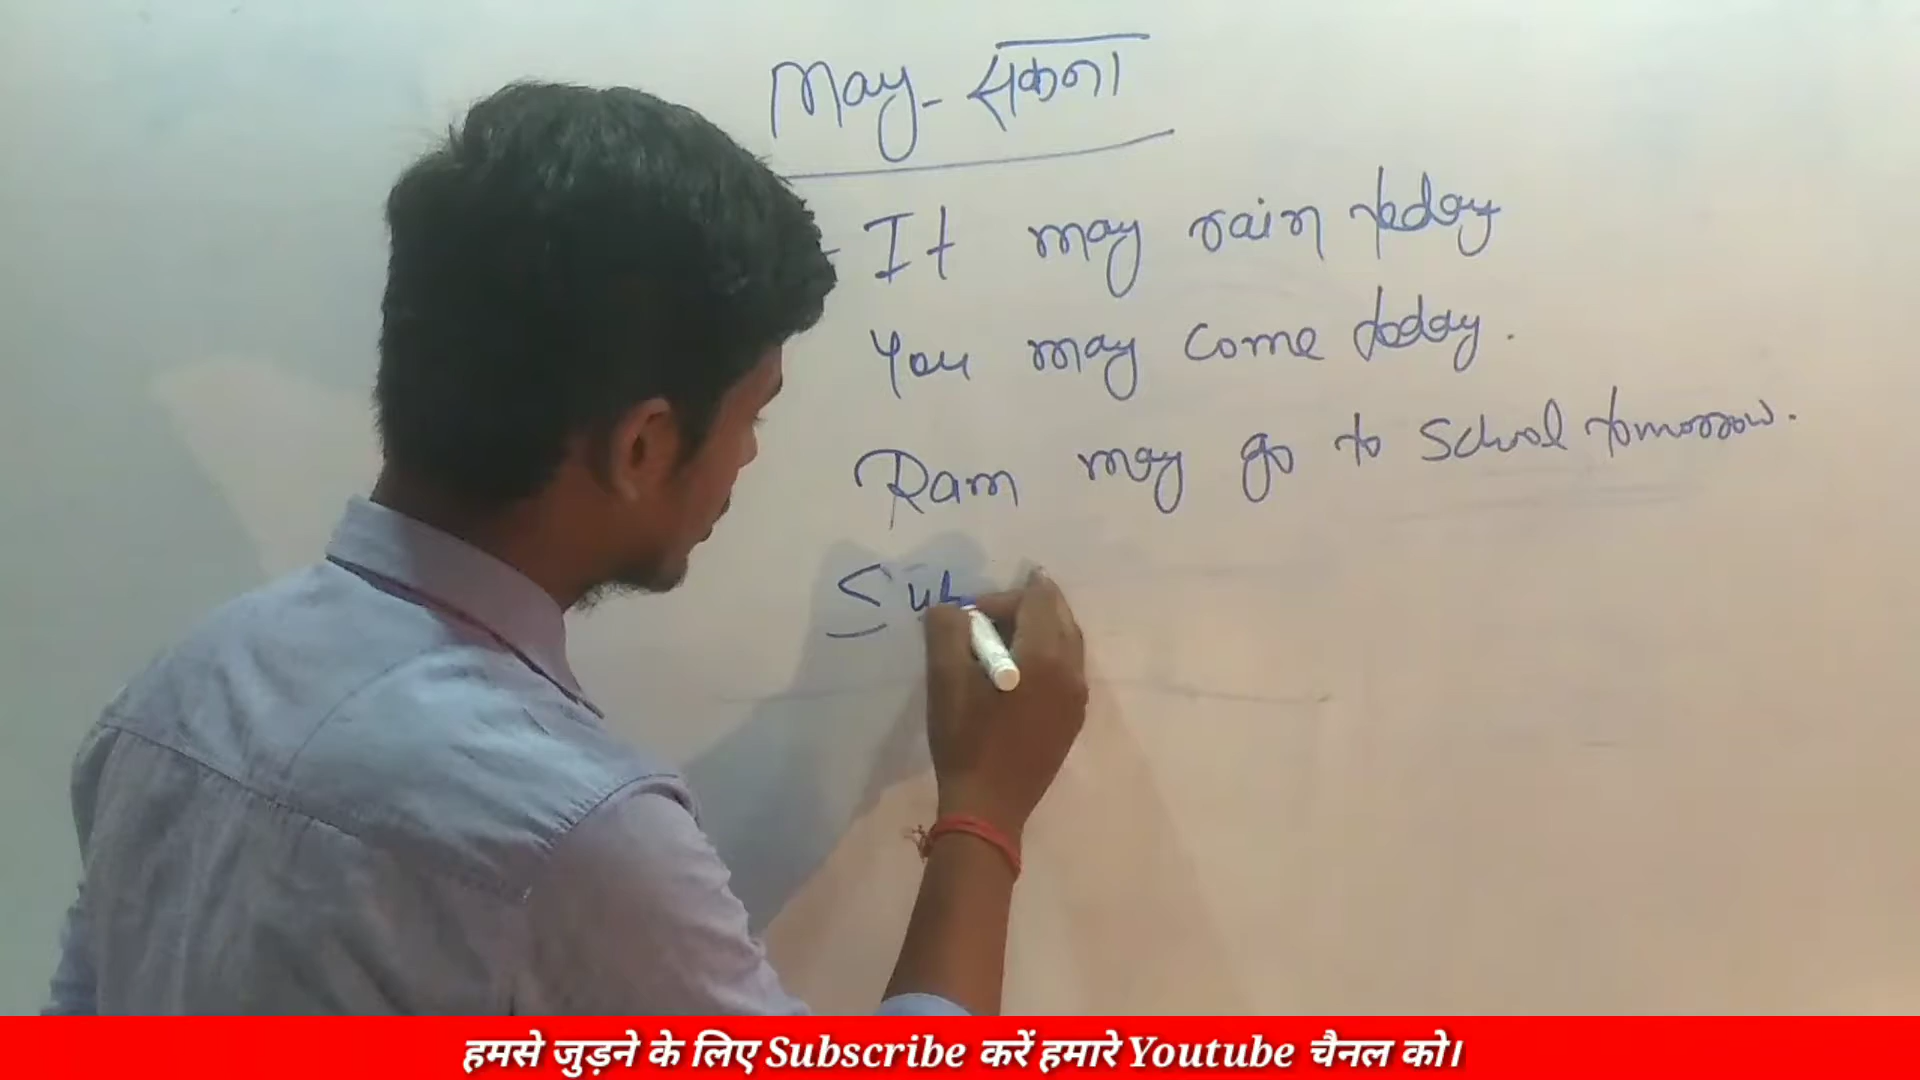 May - सकना
- It may rain today
You may come today.
Ram may go to School tomorrow.
Su
हमसे जुड़ने के लिए Subscribe करें हमारे Youtube चैनल को।